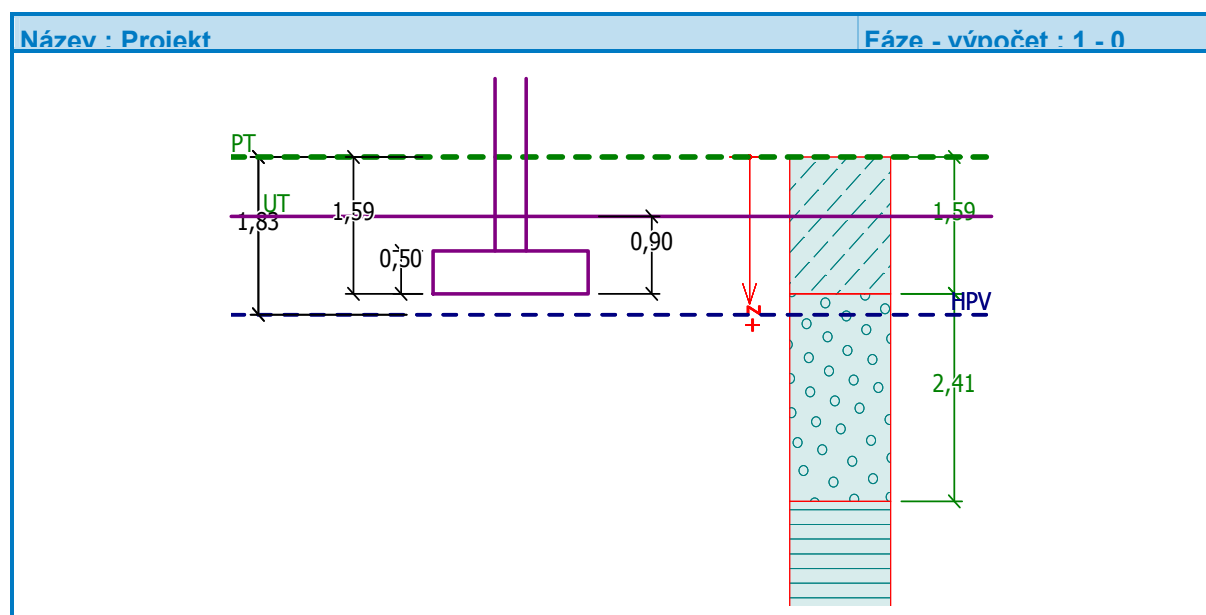 Název : Projekt
Fáze - výpočet : 1 - 0
PT
UT
1,83
1,59
1,59
0,90
0,50
HPV
+z
2,41